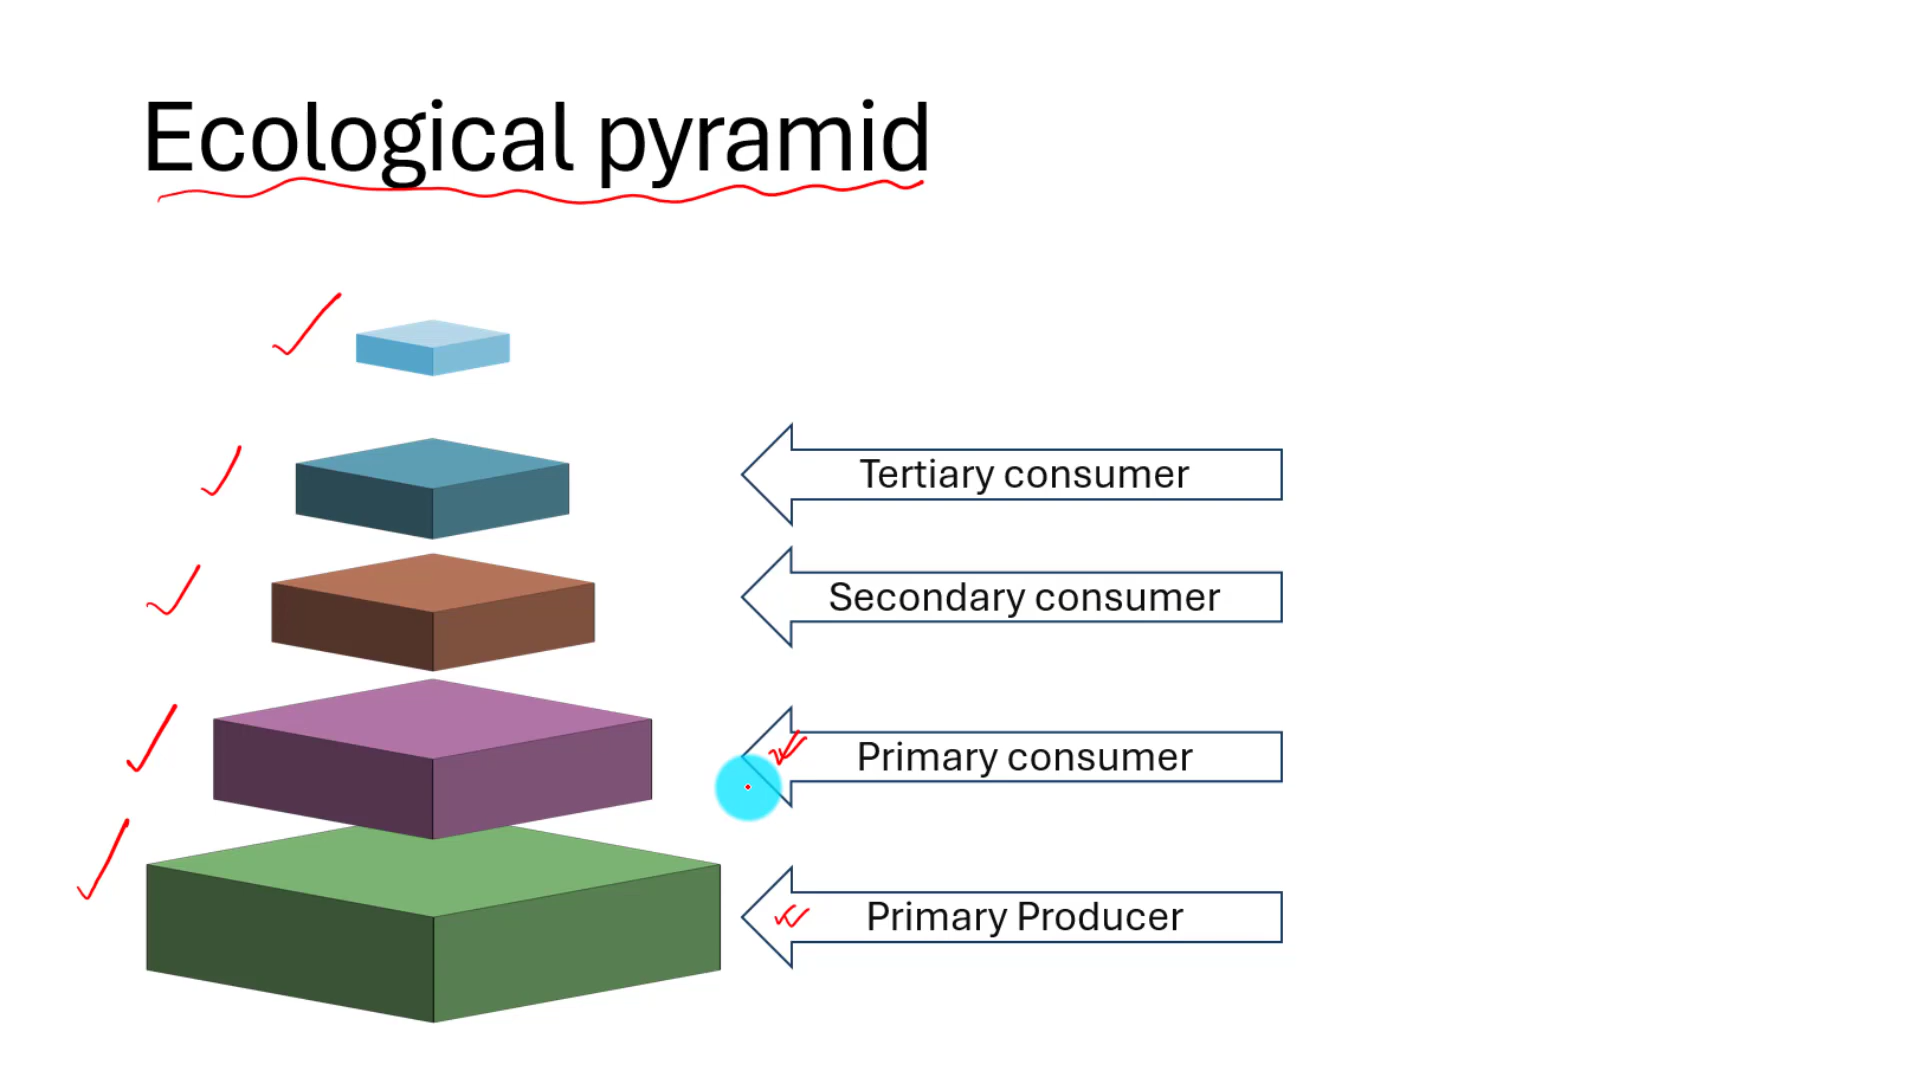 Ecological pyramid
Tertiary consumer
Secondary consumer
Primary consumer
Primary Producer